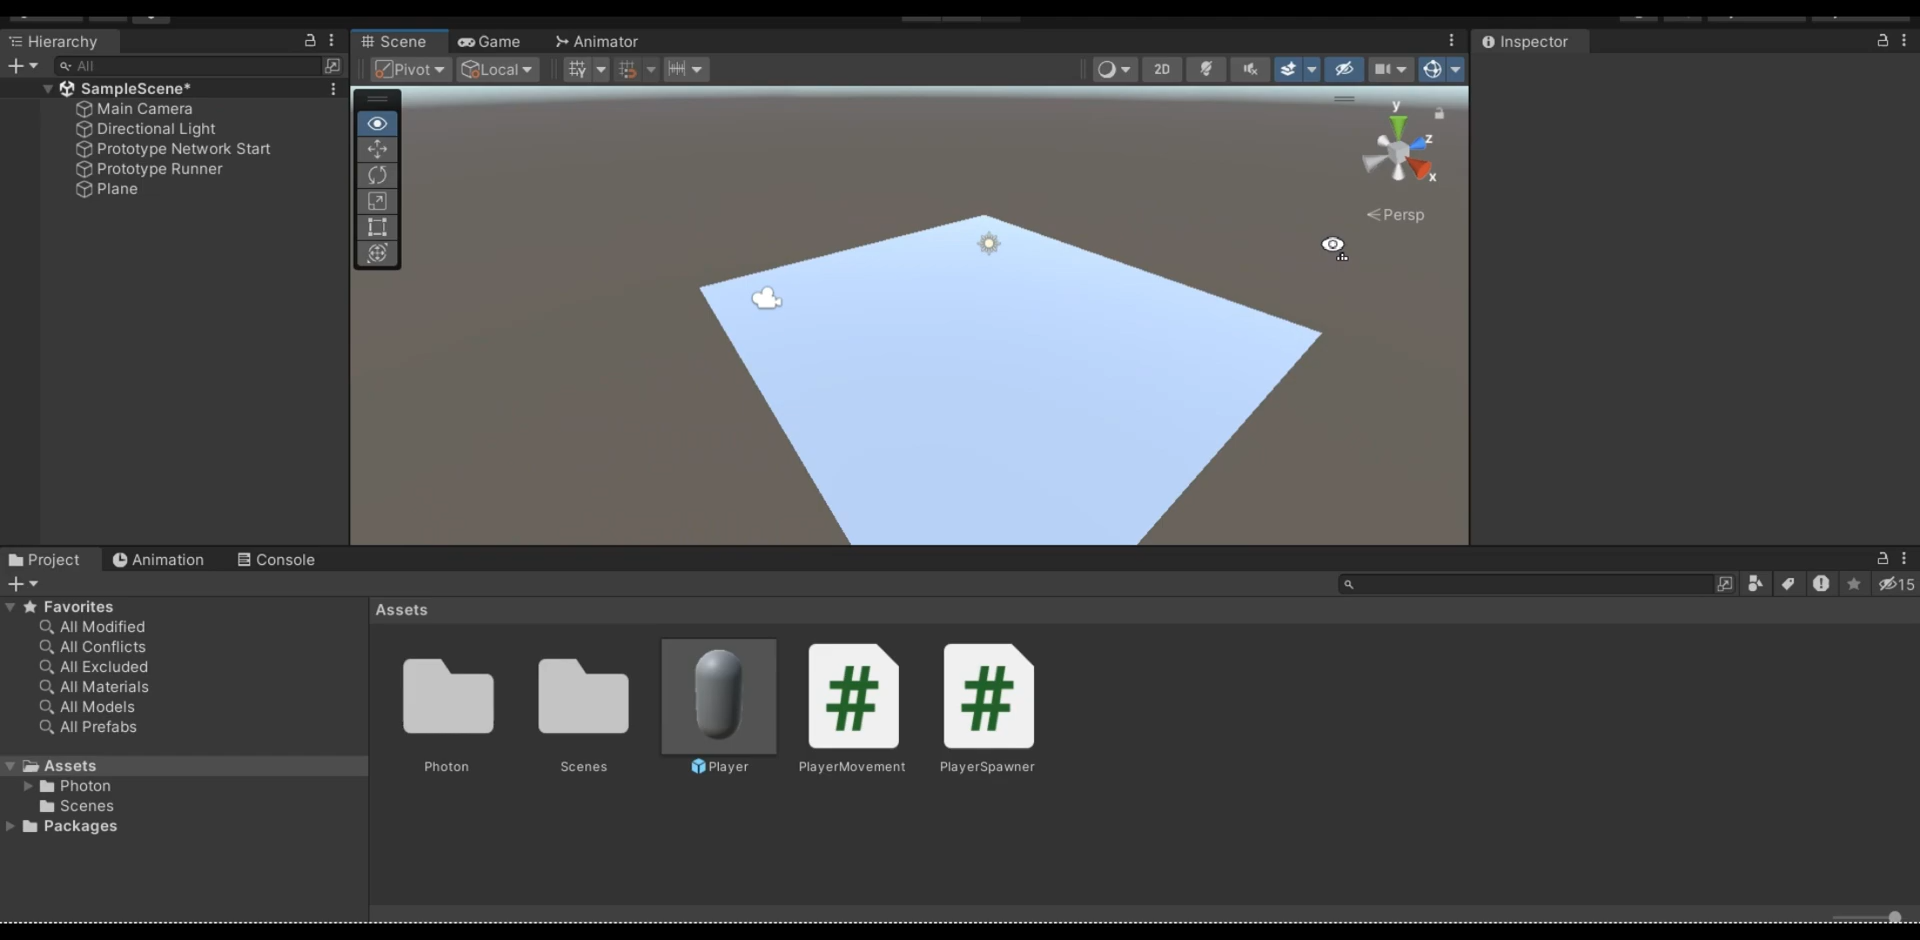 Hierarchy
Scene
Game
Animator
Inspector
All
Pivot
Local
2D
SampleScene*
Main Camera
Directional Light
Prototype Network Start
Prototype Runner
Plane
y
z
x
Persp
Project
Animation
Console
15
Favorites
All Modified
All Conflicts
All Excluded
All Materials
All Models
All Prefabs
Assets
Photon
Scenes
Packages
Assets
Photon
Scenes
Player
PlayerMovement
PlayerSpawner